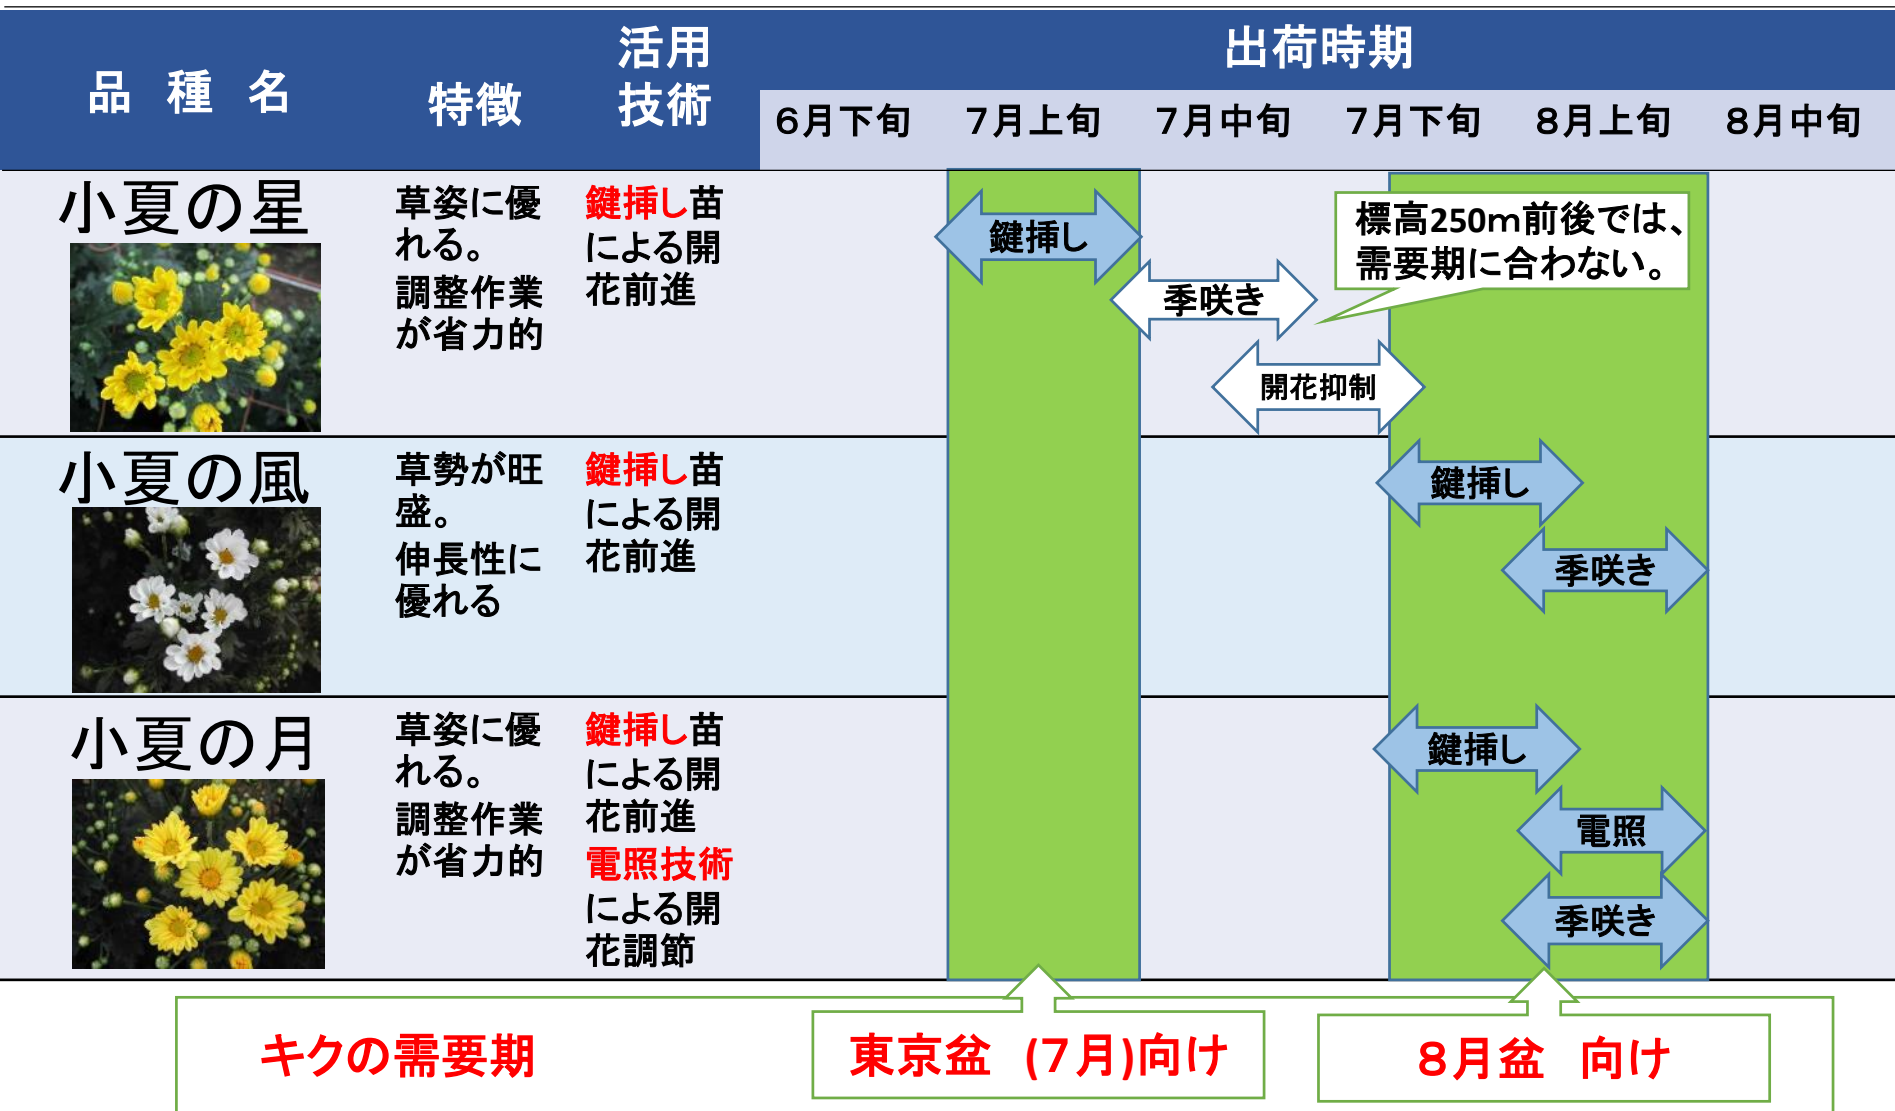 品 種 名
特徴
活用
技術
出荷時期
6月下旬
7月上旬
7月中旬
7月下旬
8月上旬
8月中旬
小夏の星
草姿に優
れる。
調整作業
が省力的
鍵挿し苗
による開
花前進
鍵挿し
季咲き
開花抑制
標高250m前後では、
需要期に合わない。
小夏の風
草勢が旺
盛。
伸長性に
優れる
鍵挿し苗
による開
花前進
鍵挿し
季咲き
小夏の月
草姿に優
れる。
調整作業
が省力的
鍵挿し苗
による開
花前進
電照技術
による開
花調節
鍵挿し
電照
季咲き
キクの需要期
東京盆 (7月)向け
8月盆 向け